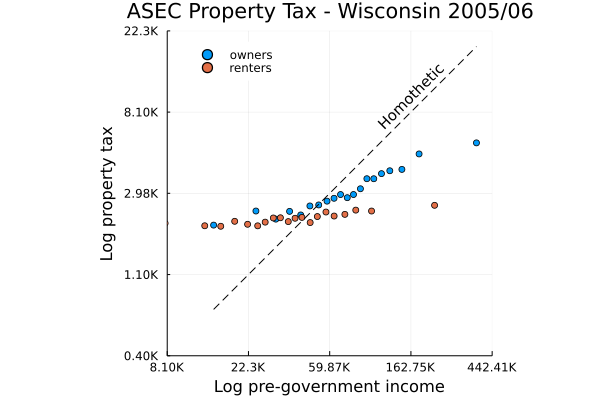 ASEC Property Tax - Wisconsin 2005/06
22.3K
owners
renters
Homothetic
8.10K
Log property tax
2.98K
1.10K
0.40K
8.10K 22.3K 59.87K 162.75K 442.41K
Log pre-government income